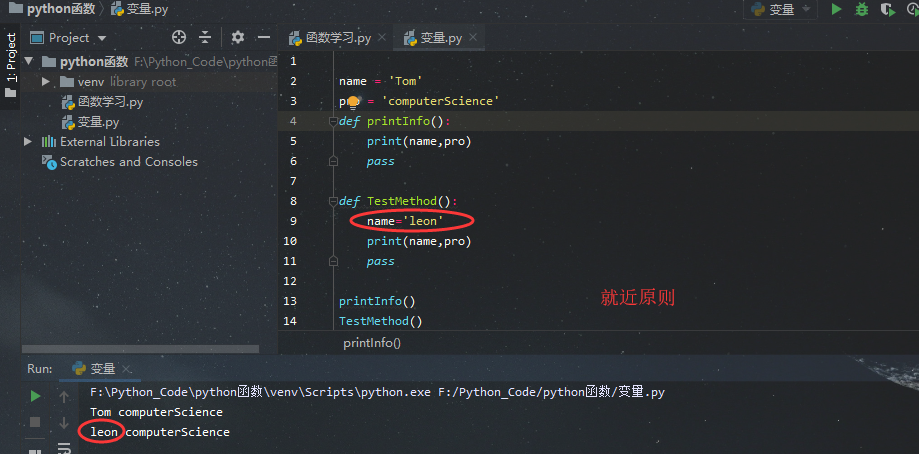 python函数 〉 变量.py
变量
1: Project
Project
函数学习.py
变量.py
python函数 F:\Python_Code\python函
venv library root
函数学习.py
变量.py
External Libraries
Scratches and Consoles
1
2 name = 'Tom'
3 p = 'computerScience'
4 def printInfo():
5 print(name,pro)
6 pass
7
8 def TestMethod():
9 name='leon'
10 print(name,pro)
11 pass
12
13 printInfo()
14 TestMethod()
就近原则
printInfo()
Run: 变量
F:\Python_Code\python函数\venv\Scripts\python.exe F:/Python_Code/python函数/变量.py
Tom computerScience
leon computerScience